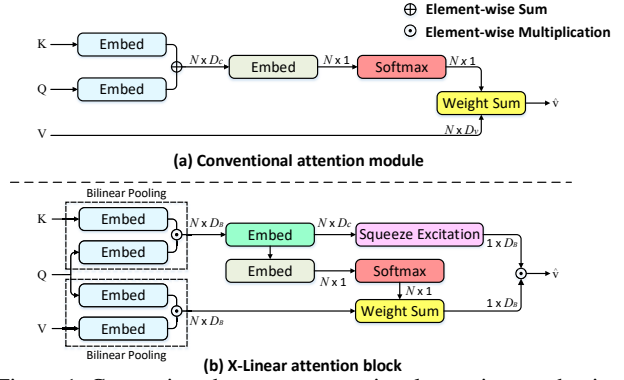 ⊕ Element-wise Sum
⊙ Element-wise Multiplication
K
Embed
N x Dc
Embed
N x 1
Softmax
N x 1
Q
Embed
Weight Sum
v̂
V
N x Dv
(a) Conventional attention module
Bilinear Pooling
K
Embed
N x DB
Embed
N x Dc
Squeeze Excitation
1 x DB
Embed
Q
Embed
N x 1
Softmax
v̂
Embed
N x 1
V
Embed
N x DB
Weight Sum
1 x DB
Bilinear Pooling
(b) X-Linear attention block